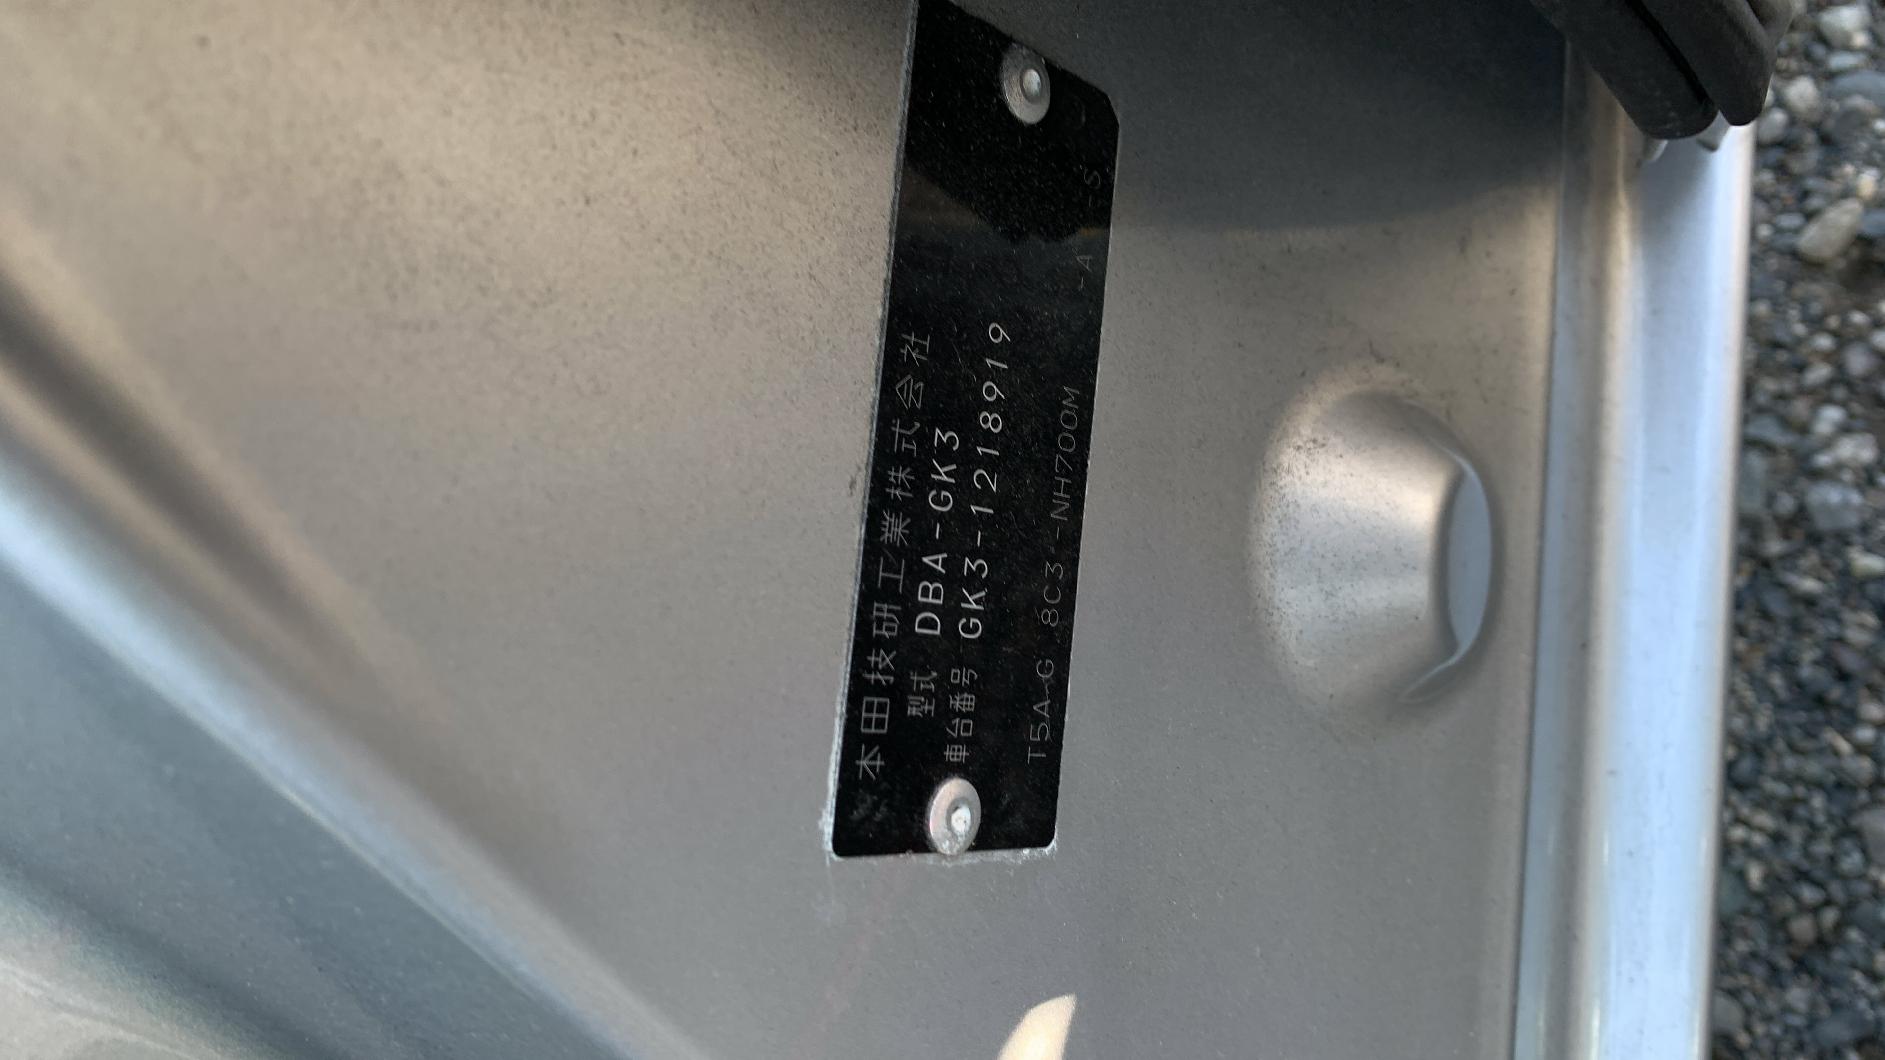 本田技研工業株式会社
型式 DBA-GK3
車台番号 GK3-1218919
T5A-G 8C3 -NH700M -A -S